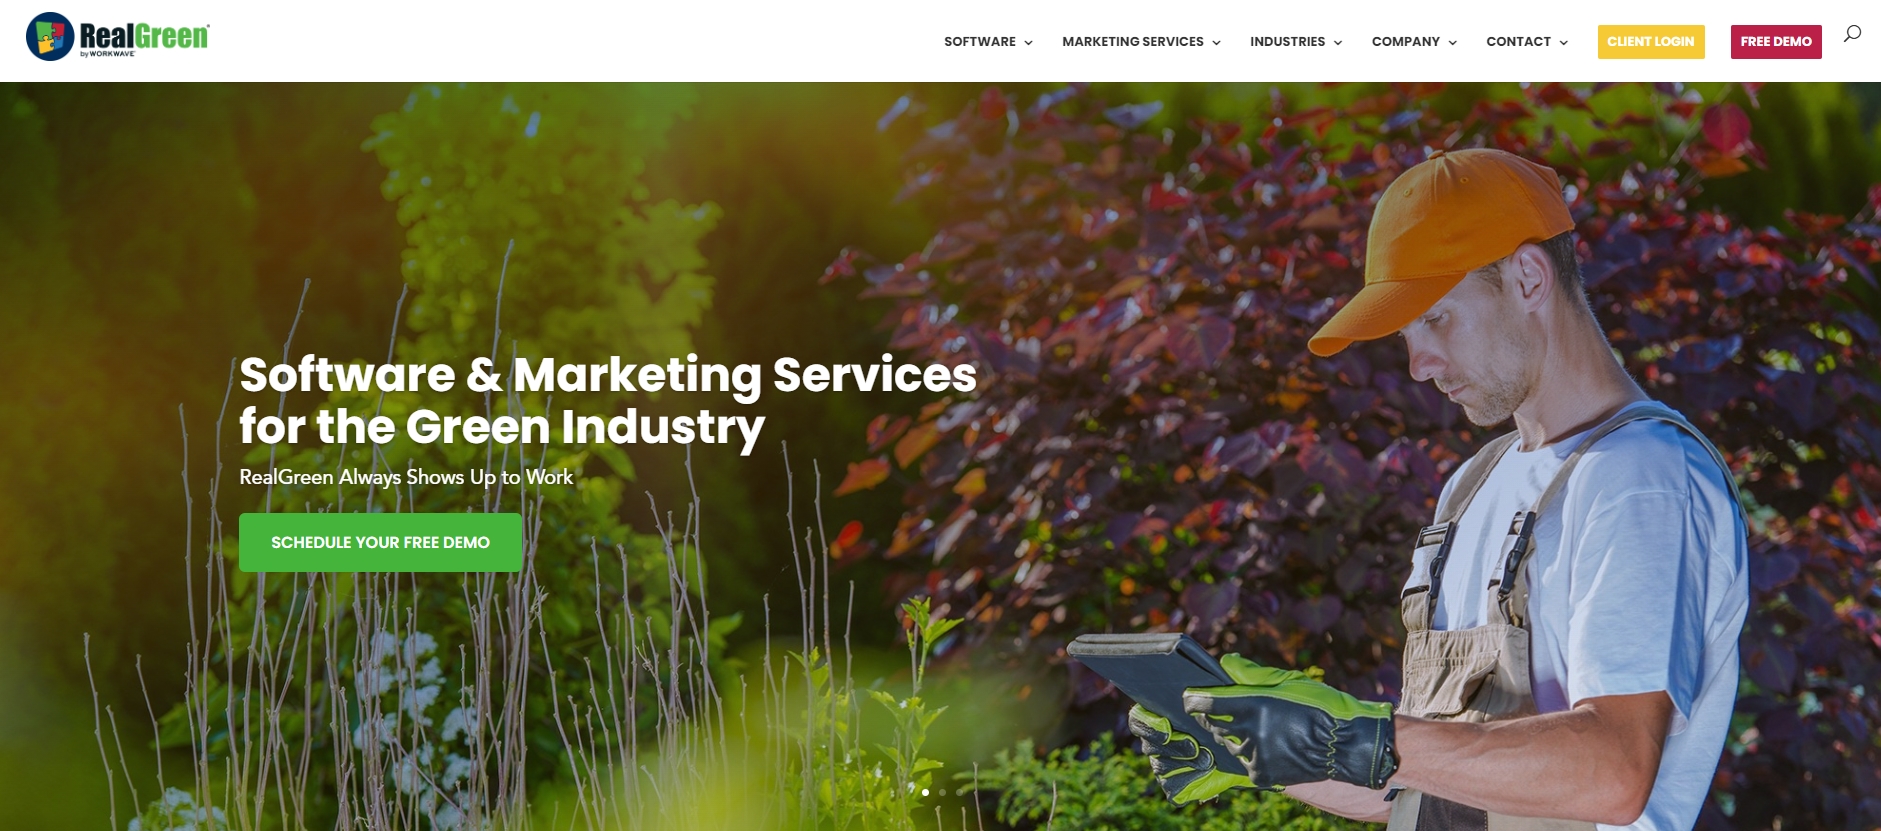 RealGreen
by WORKWAVE
SOFTWARE MARKETING SERVICES INDUSTRIES COMPANY CONTACT CLIENT LOGIN FREE DEMO
Software & Marketing Services
for the Green Industry
RealGreen Always Shows Up to Work
SCHEDULE YOUR FREE DEMO